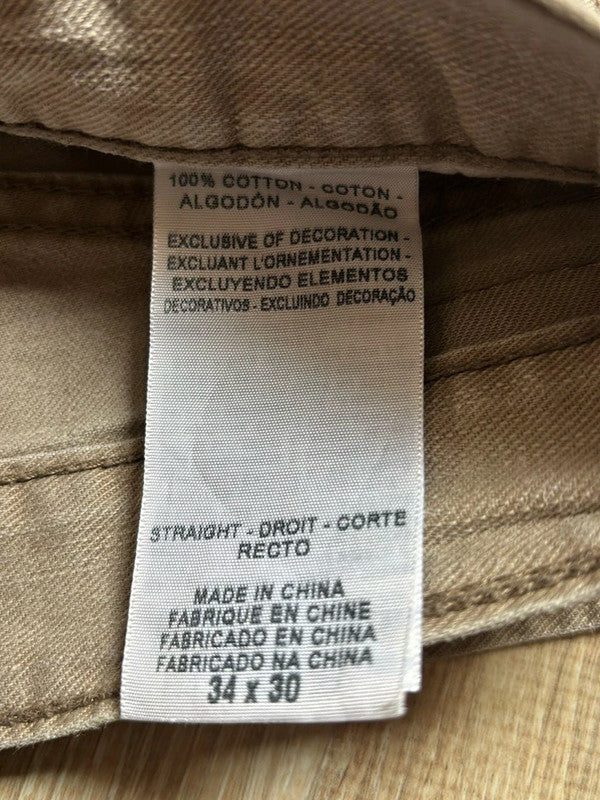 100% COTTON - COTON -
ALGODÓN - ALGODÃO
EXCLUSIVE OF DECORATION -
EXCLUANT L'ORNEMENTATION -
EXCLUYENDO ELEMENTOS
DECORATIVOS - EXCLUINDO DECORAÇÃO
STRAIGHT - DROIT - CORTE
RECTO
MADE IN CHINA
FABRIQUE EN CHINE
FABRICADO EN CHINA
FABRICADO NA CHINA
34 x 30